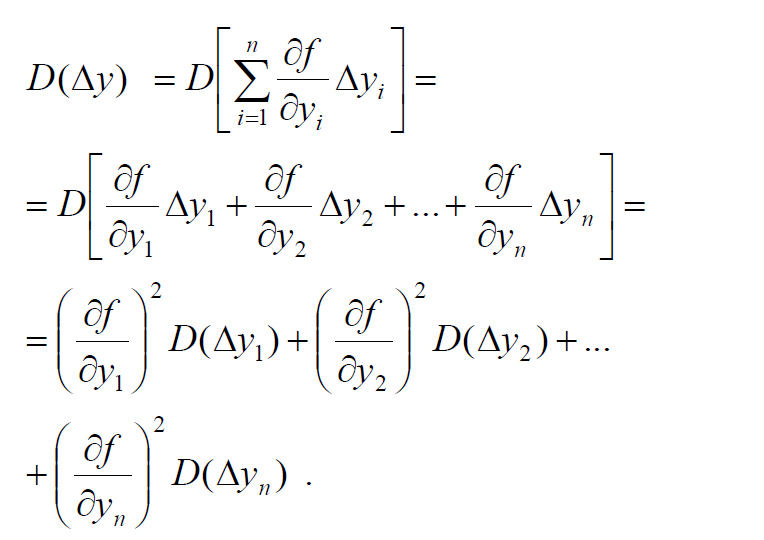 D(Δy) = D[∑_{i=1}^{n} ∂f/∂y_i Δy_i] =
= D[∂f/∂y_1 Δy_1 + ∂f/∂y_2 Δy_2 + ... + ∂f/∂y_n Δy_n] =
= (∂f/∂y_1)^2 D(Δy_1) + (∂f/∂y_2)^2 D(Δy_2) + ...
+ (∂f/∂y_n)^2 D(Δy_n) .